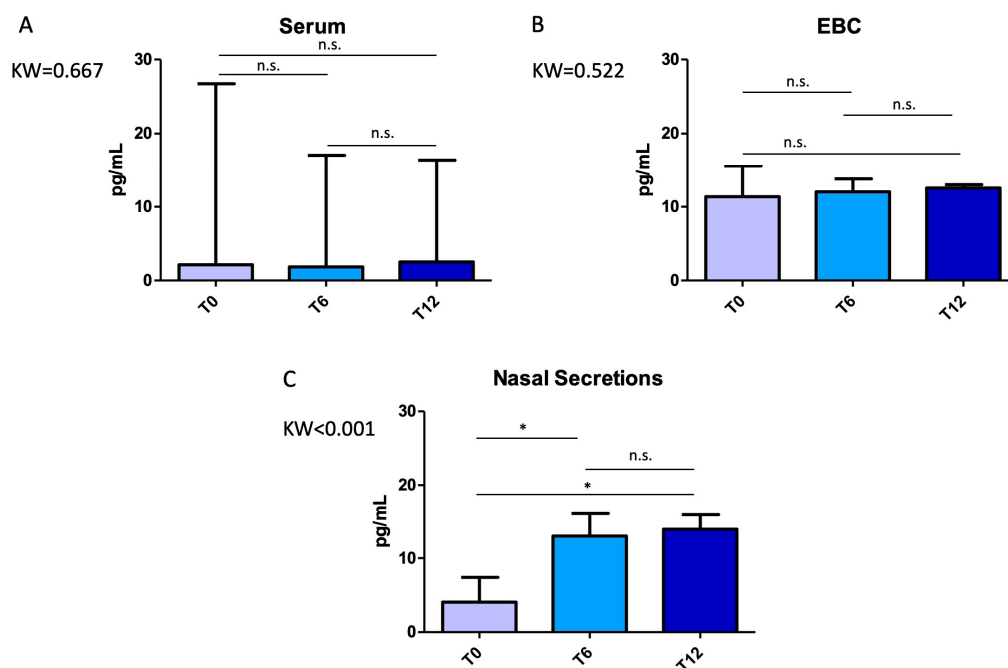 A
Serum
KW=0.667
n.s.
n.s.
n.s.
30
20
10
0
pg/mL
T0
T6
T12
B
EBC
KW=0.522
n.s.
n.s.
n.s.
30
20
10
0
pg/mL
T0
T6
T12
C
Nasal Secretions
KW<0.001
*
n.s.
*
30
20
10
0
pg/mL
T0
T6
T12